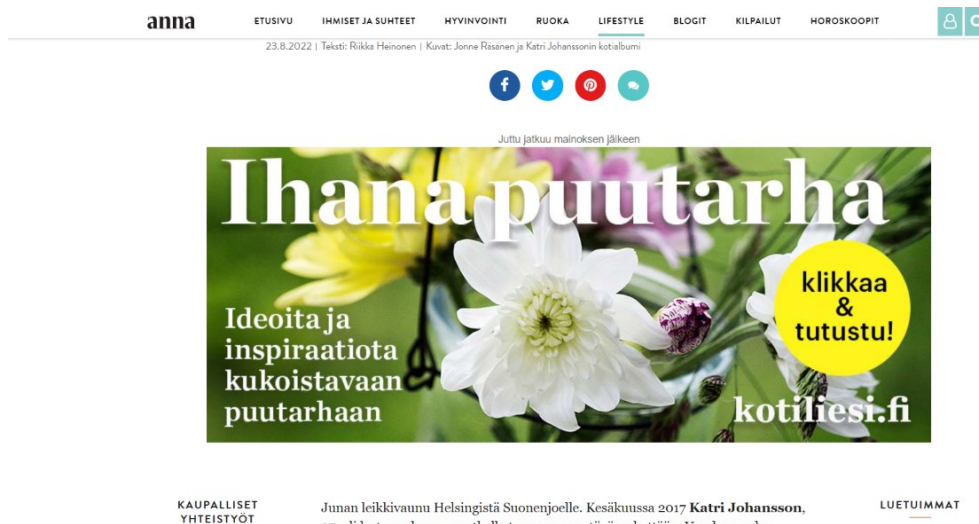 anna
ETUSIVU IHMISET JA SUHTEET HYVINVOINTI RUOKA LIFESTYLE BLOGIT KILPAILUT HOROSKOOPIT
23.8.2022 | Teksti: Riikka Heinonen | Kuvat: Jonne Räsänen ja Katri Johanssonin kotialbumi
Juttu jatkuu mainoksen jälkeen
Ihana puutarha
klikkaa
&
tutustu!
Ideoita ja
inspiraatiota
kukoistavaan
puutarhaan
kotiliesi.fi
KAUPALLISET
YHTEISTYÖT
Junan leikkivaunu Helsingistä Suonenjoelle. Kesäkuussa 2017 Katri Johansson,
LUETUIMMAT